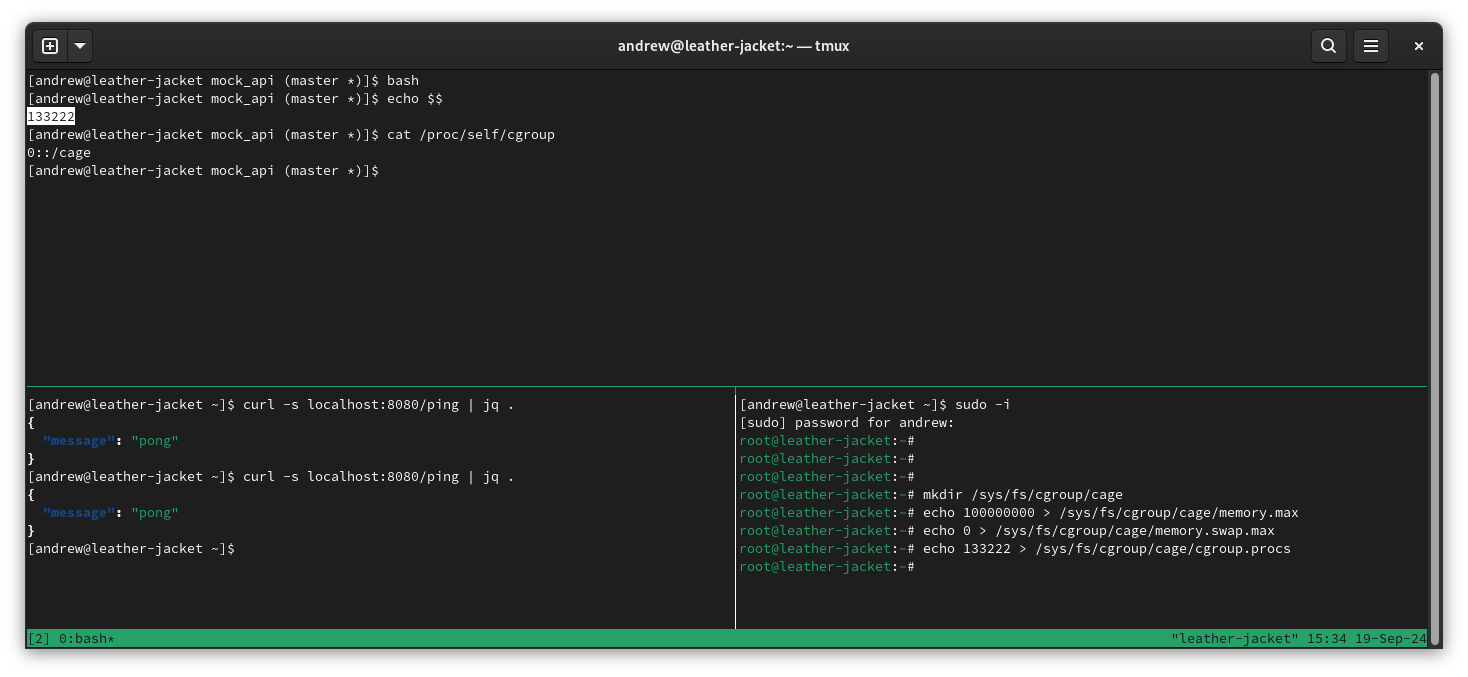 andrew@leather-jacket:~ — tmux
[andrew@leather-jacket mock_api (master *)]$ bash
[andrew@leather-jacket mock_api (master *)]$ echo $$
133222
[andrew@leather-jacket mock_api (master *)]$ cat /proc/self/cgroup
0::/cage
[andrew@leather-jacket mock_api (master *)]$
[andrew@leather-jacket ~]$ curl -s localhost:8080/ping | jq .
{
  "message": "pong"
}
[andrew@leather-jacket ~]$ curl -s localhost:8080/ping | jq .
{
  "message": "pong"
}
[andrew@leather-jacket ~]$
[andrew@leather-jacket ~]$ sudo -i
[sudo] password for andrew:
root@leather-jacket:~#
root@leather-jacket:~#
root@leather-jacket:~#
root@leather-jacket:~# mkdir /sys/fs/cgroup/cage
root@leather-jacket:~# echo 100000000 > /sys/fs/cgroup/cage/memory.max
root@leather-jacket:~# echo 0 > /sys/fs/cgroup/cage/memory.swap.max
root@leather-jacket:~# echo 133222 > /sys/fs/cgroup/cage/cgroup.procs
root@leather-jacket:~#
[2] 0:bash* "leather-jacket" 15:34 19-Sep-24